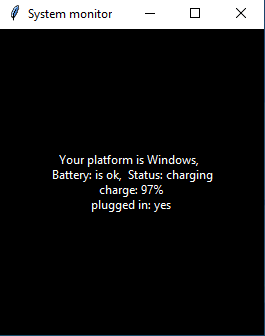 System monitor
Your platform is Windows,
Battery: is ok,  Status: charging
charge: 97%
plugged in: yes